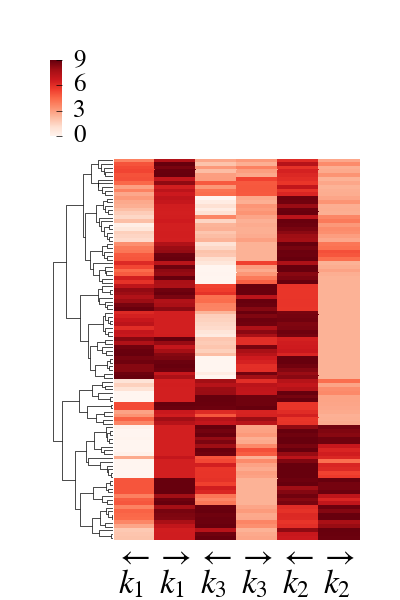 9
6
3
0
← → ← → ← →
k₁ k₁ k₃ k₃ k₂ k₂